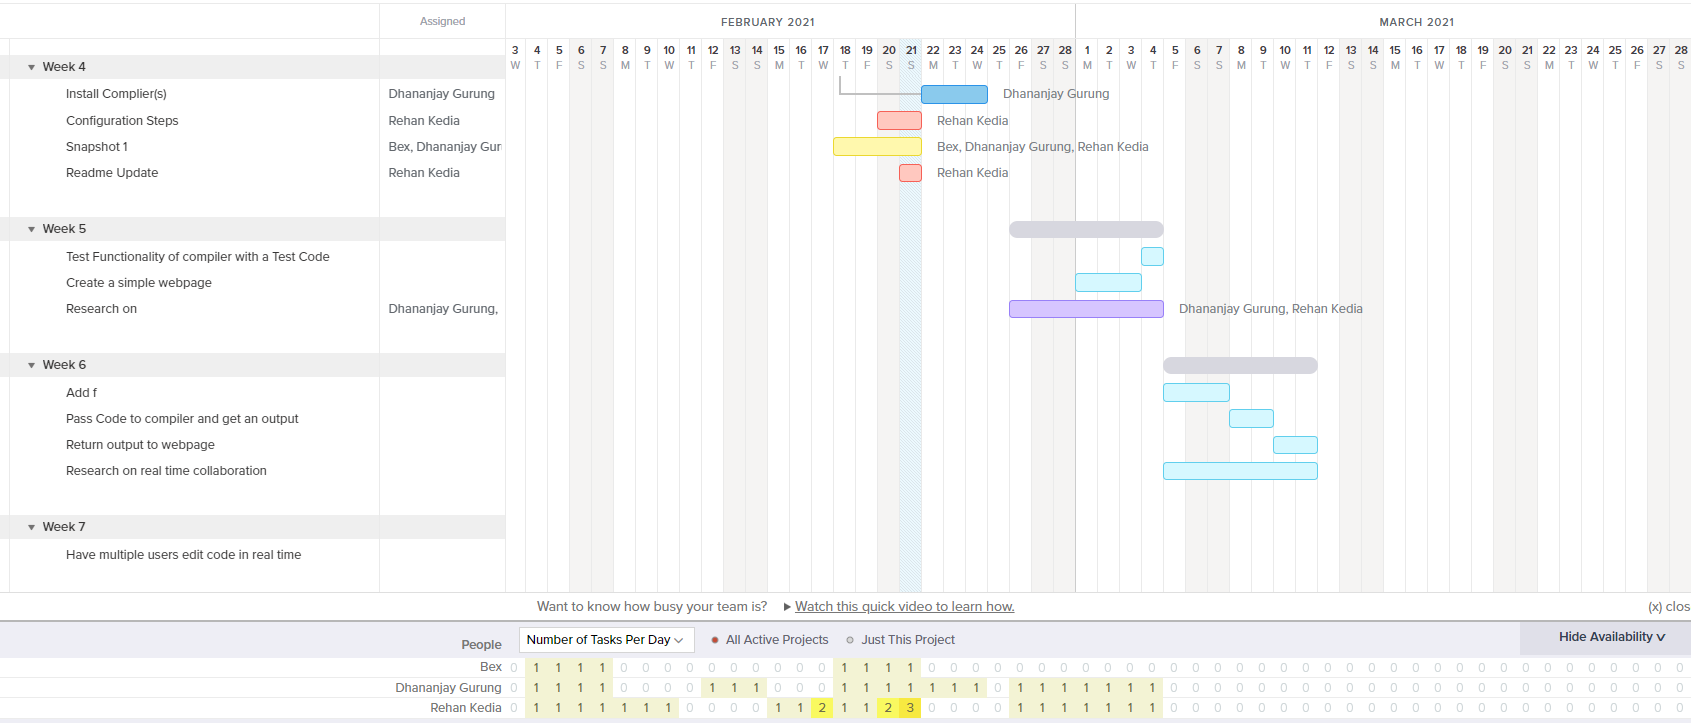 Assigned FEBRUARY 2021 MARCH 2021
3 4 5 6 7 8 9 10 11 12 13 14 15 16 17 18 19 20 21 22 23 24 25 26 27 28 1 2 3 4 5 6 7 8 9 10 11 12 13 14 15 16 17 18 19 20 21 22 23 24 25 26 27 28
W T F S S M T W T F S S M T W T F S S M T W T F S S M T W T F S S M T W T F S S M T W T F S S M T W T F S S
Week 4
Install Complier(s) Dhananjay Gurung Dhananjay Gurung
Configuration Steps Rehan Kedia Rehan Kedia
Snapshot 1 Bex, Dhananjay Gur Bex, Dhananjay Gurung, Rehan Kedia
Readme Update Rehan Kedia Rehan Kedia
Week 5
Test Functionality of compiler with a Test Code
Create a simple webpage
Research on Dhananjay Gurung, Dhananjay Gurung, Rehan Kedia
Week 6
Add f
Pass Code to compiler and get an output
Return output to webpage
Research on real time collaboration
Week 7
Have multiple users edit code in real time
Want to know how busy your team is? Watch this quick video to learn how. (x) clos
People Number of Tasks Per Day All Active Projects Just This Project Hide Availability
Bex 0 1 1 1 1 0 0 0 0 0 0 0 0 0 0 1 1 1 1 0 0 0 0 0 0 0 0 0 0 0 0 0 0 0 0 0 0 0 0 0 0 0 0 0 0 0 0 0 0 0 0 0 0 0
Dhananjay Gurung 0 1 1 1 1 0 0 0 0 1 1 1 0 0 0 1 1 1 1 1 1 1 0 1 1 1 1 1 1 1 0 0 0 0 0 0 0 0 0 0 0 0 0 0 0 0 0 0 0 0 0 0 0 0
Rehan Kedia 0 1 1 1 1 1 1 1 0 0 0 0 1 1 2 1 1 2 3 0 0 0 0 1 1 1 1 1 1 1 0 0 0 0 0 0 0 0 0 0 0 0 0 0 0 0 0 0 0 0 0 0 0 0